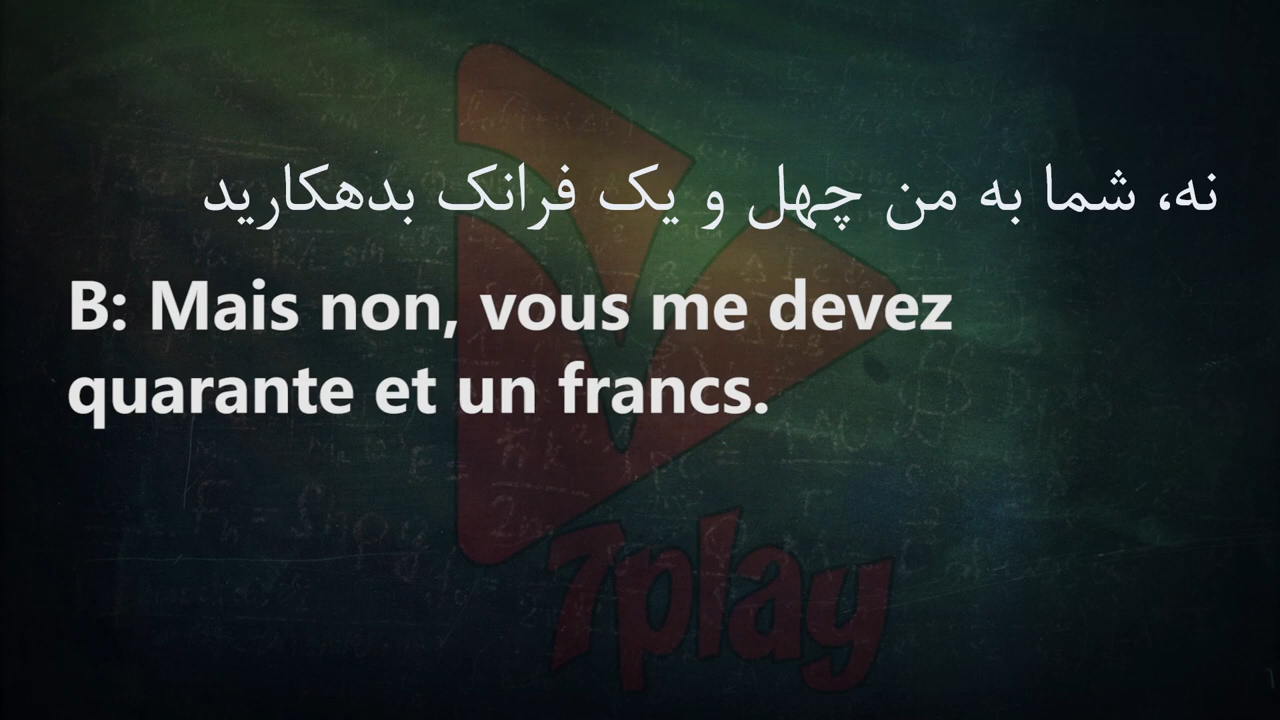 نه، شما به من چهل و یک فرانک بدهکارید
B: Mais non, vous me devez
quarante et un francs.
7play